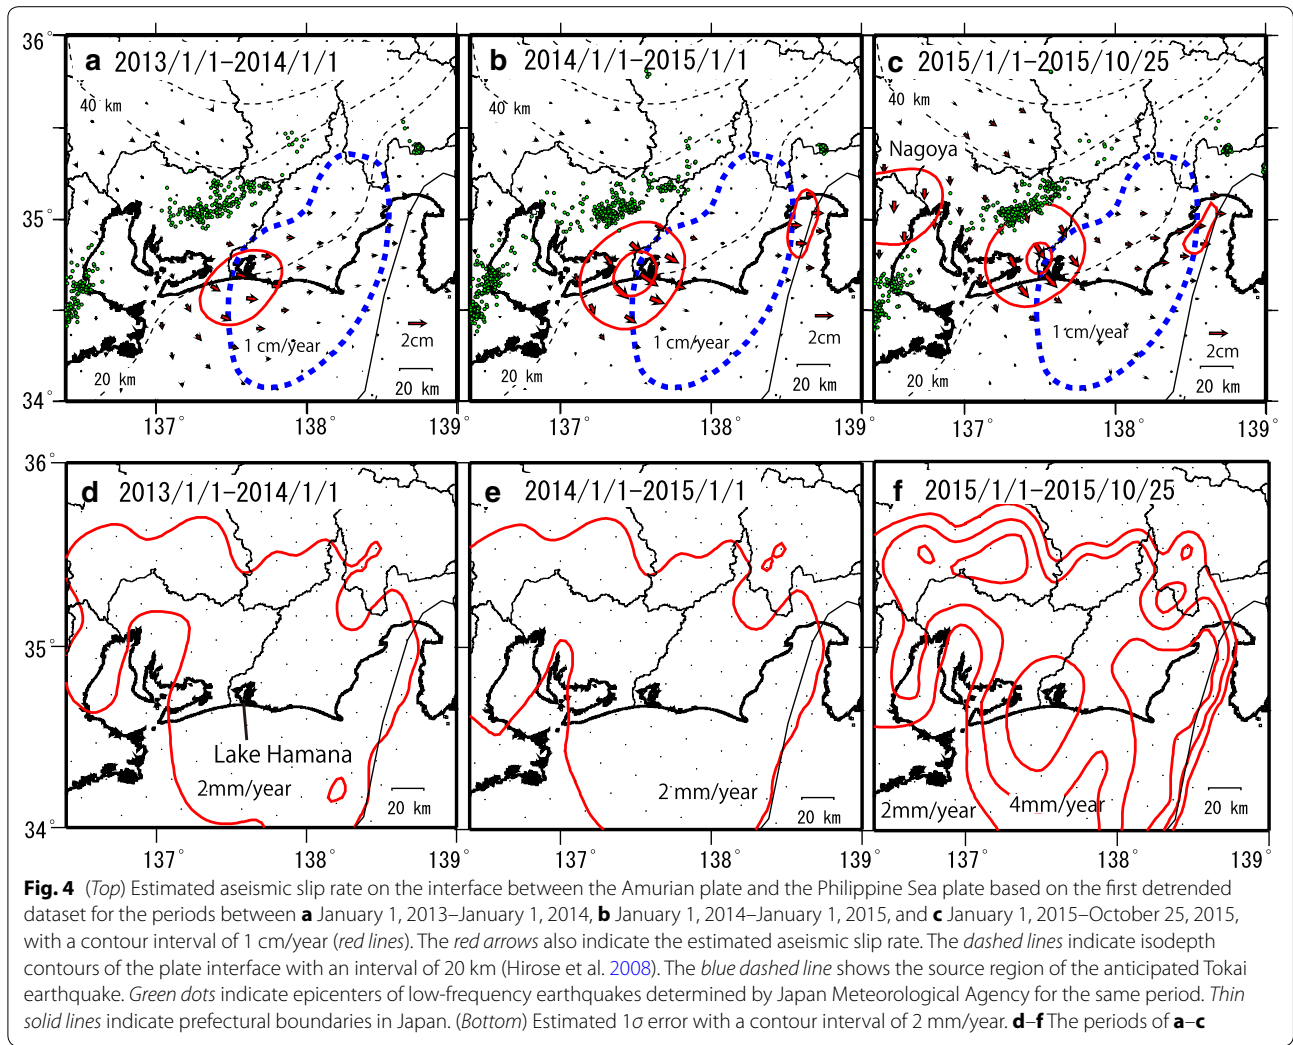 36°
a 2013/1/1–2014/1/1
b 2014/1/1–2015/1/1
c 2015/1/1–2015/10/25
40 km
40 km
40 km
Nagoya
35°
1 cm/year
1 cm/year
1 cm/year
2cm
2cm
2cm
20 km
20 km
20 km
20 km
20 km
20 km
34°
137° 138° 139°
137° 138° 139°
137° 138° 139°
36°
d 2013/1/1–2014/1/1
e 2014/1/1–2015/1/1
f 2015/1/1–2015/10/25
35°
Lake Hamana
2mm/year
2 mm/year
2mm/year
4mm/year
20 km
20 km
20 km
34°
137° 138° 139°
137° 138° 139°
137° 138° 139°
Fig. 4 (Top) Estimated aseismic slip rate on the interface between the Amurian plate and the Philippine Sea plate based on the first detrended
dataset for the periods between a January 1, 2013–January 1, 2014, b January 1, 2014–January 1, 2015, and c January 1, 2015–October 25, 2015,
with a contour interval of 1 cm/year (red lines). The red arrows also indicate the estimated aseismic slip rate. The dashed lines indicate isodepth
contours of the plate interface with an interval of 20 km (Hirose et al. 2008). The blue dashed line shows the source region of the anticipated Tokai
earthquake. Green dots indicate epicenters of low-frequency earthquakes determined by Japan Meteorological Agency for the same period. Thin
solid lines indicate prefectural boundaries in Japan. (Bottom) Estimated 1σ error with a contour interval of 2 mm/year. d–f The periods of a–c